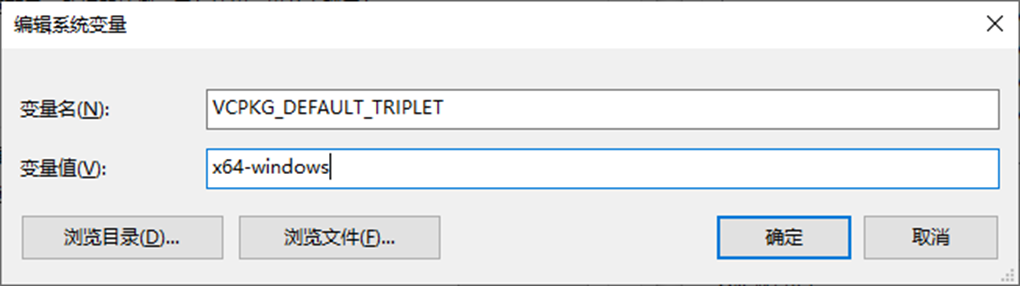 编辑系统变量
变量名(N):
VCPKG_DEFAULT_TRIPLET
变量值(V):
x64-windows
浏览目录(D)...
浏览文件(F)...
确定
取消